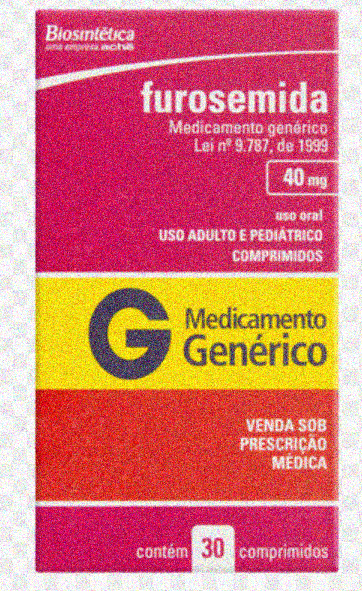 Biosintética
uma empresa achē
furosemida
Medicamento genérico
Lei nº 9.787, de 1999
40 mg
uso oral
USO ADULTO E PEDIÁTRICO
COMPRIMIDOS
G Medicamento
Genérico
VENDA SOB
PRESCRIÇÃO
MÉDICA
contém 30 comprimidos